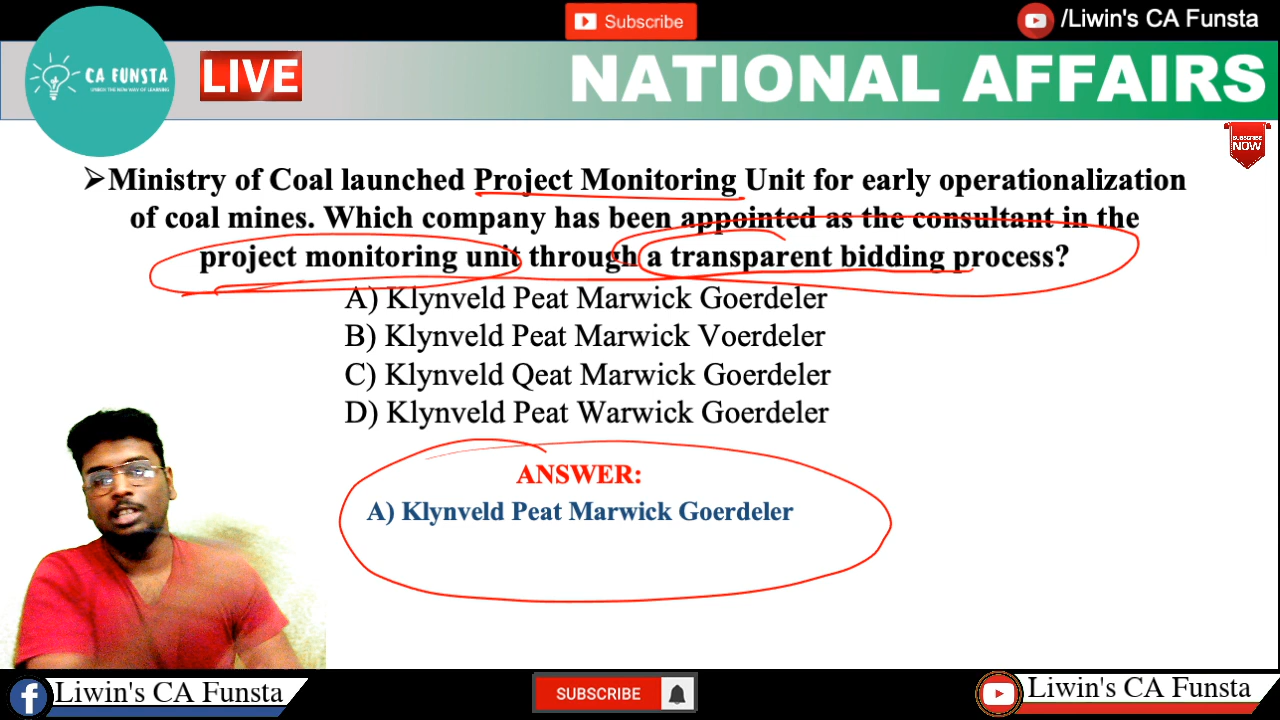 Subscribe
/Liwin's CA Funsta
CA FUNSTA
LIVE
NATIONAL AFFAIRS
SUBSCRIBE
NOW
➢Ministry of Coal launched Project Monitoring Unit for early operationalization
of coal mines. Which company has been appointed as the consultant in the
project monitoring unit through a transparent bidding process?
A) Klynveld Peat Marwick Goerdeler
B) Klynveld Peat Marwick Voerdeler
C) Klynveld Qeat Marwick Goerdeler
D) Klynveld Peat Warwick Goerdeler
ANSWER:
A) Klynveld Peat Marwick Goerdeler
Liwin's CA Funsta
SUBSCRIBE
Liwin's CA Funsta